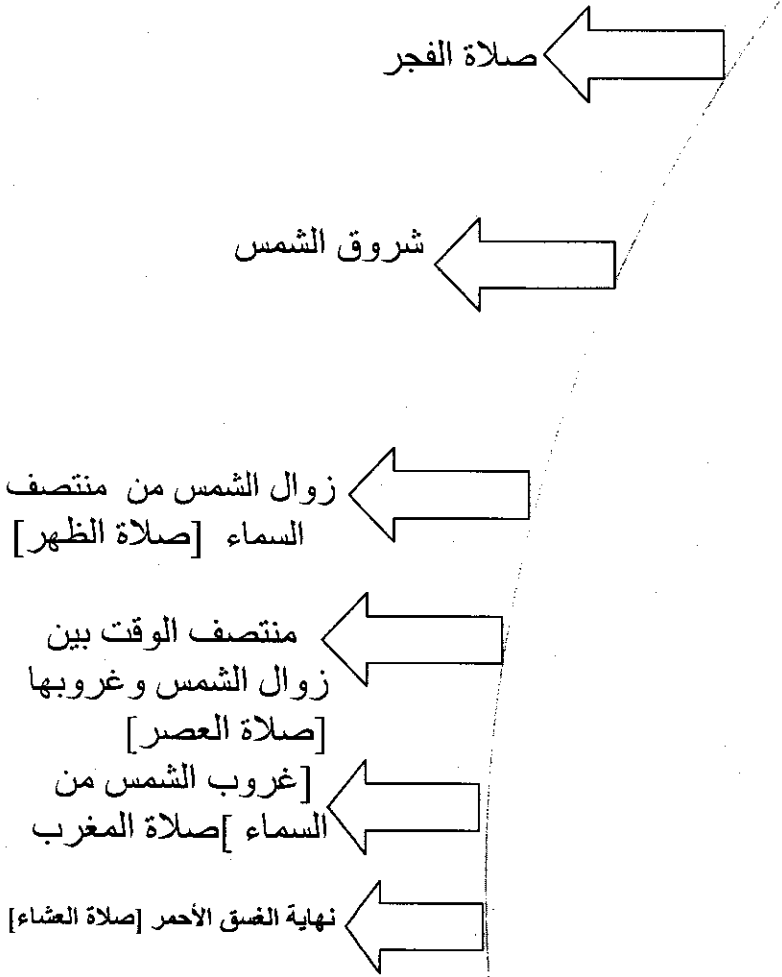 صلاة الفجر
شروق الشمس
زوال الشمس من منتصف
السماء [صلاة الظهر]
منتصف الوقت بين
زوال الشمس وغروبها
[صلاة العصر]
[غروب الشمس من
السماء ]صلاة المغرب
نهاية الغسق الأحمر [صلاة العشاء]